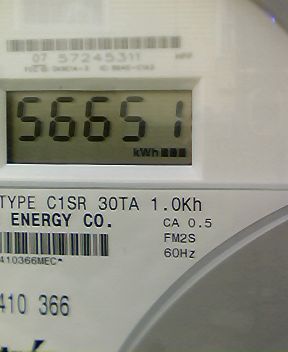 07 57245311
56651
kWh
TYPE C1SR 30TA 1.0Kh
ENERGY CO.
CA 0.5
FM2S
60Hz
410366MEC*
410 366